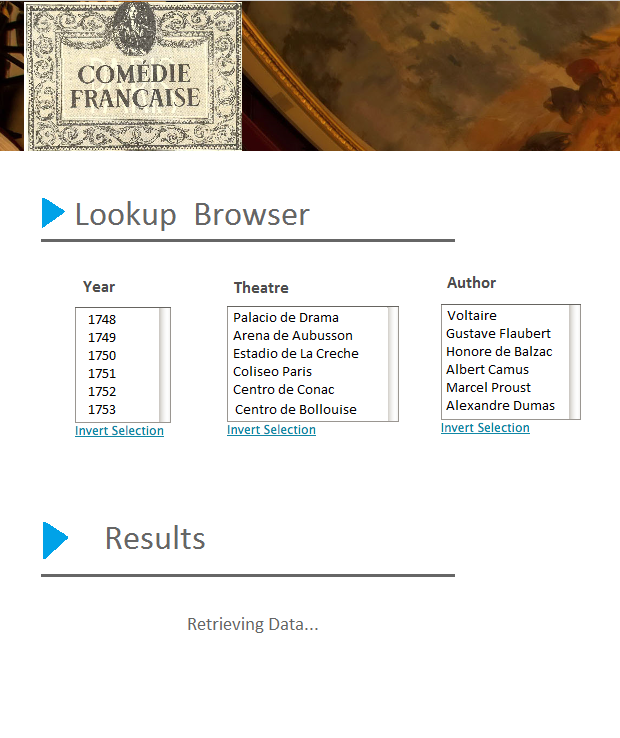 COMÉDIE
FRANCAISE
Lookup Browser
Year
1748
1749
1750
1751
1752
1753
Invert Selection
Theatre
Palacio de Drama
Arena de Aubusson
Estadio de La Creche
Coliseo Paris
Centro de Conac
Centro de Bollouise
Invert Selection
Author
Voltaire
Gustave Flaubert
Honore de Balzac
Albert Camus
Marcel Proust
Alexandre Dumas
Invert Selection
Results
Retrieving Data...